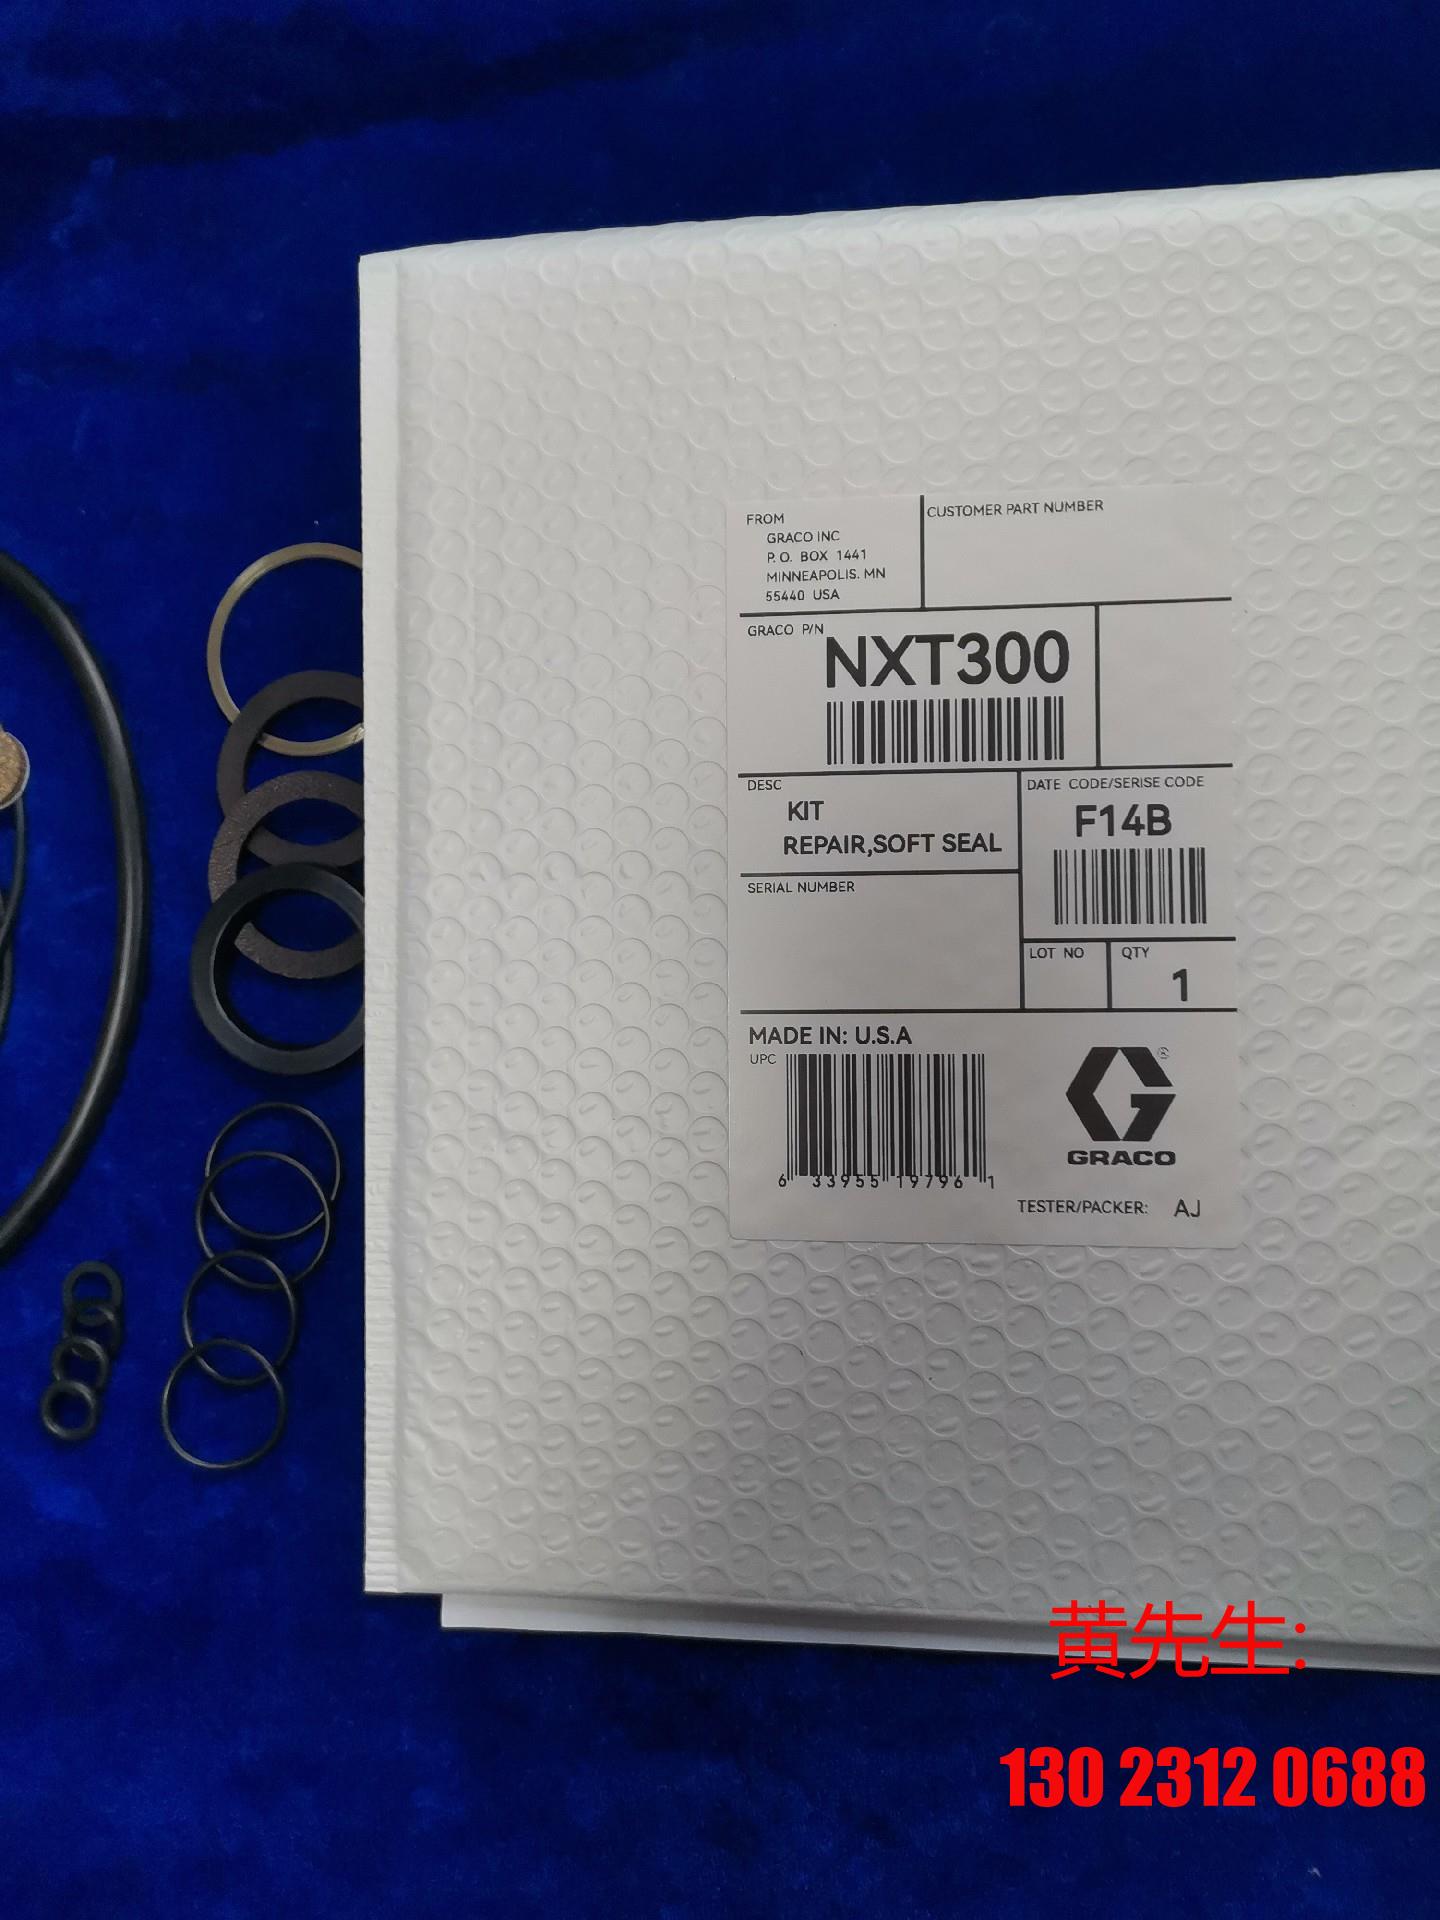 FROM
GRACO INC
P. O. BOX 1441
MINNEAPOLIS. MN
55440 USA
CUSTOMER PART NUMBER
GRACO P/N
NXT300
DESC
KIT
REPAIR,SOFT SEAL
DATE CODE/SERISE CODE
F14B
SERIAL NUMBER
LOT NO
QTY
1
MADE IN: U.S.A
UPC
6 33955 19796 1
®
GRACO
TESTER/PACKER: AJ
黄先生:
130 2312 0688